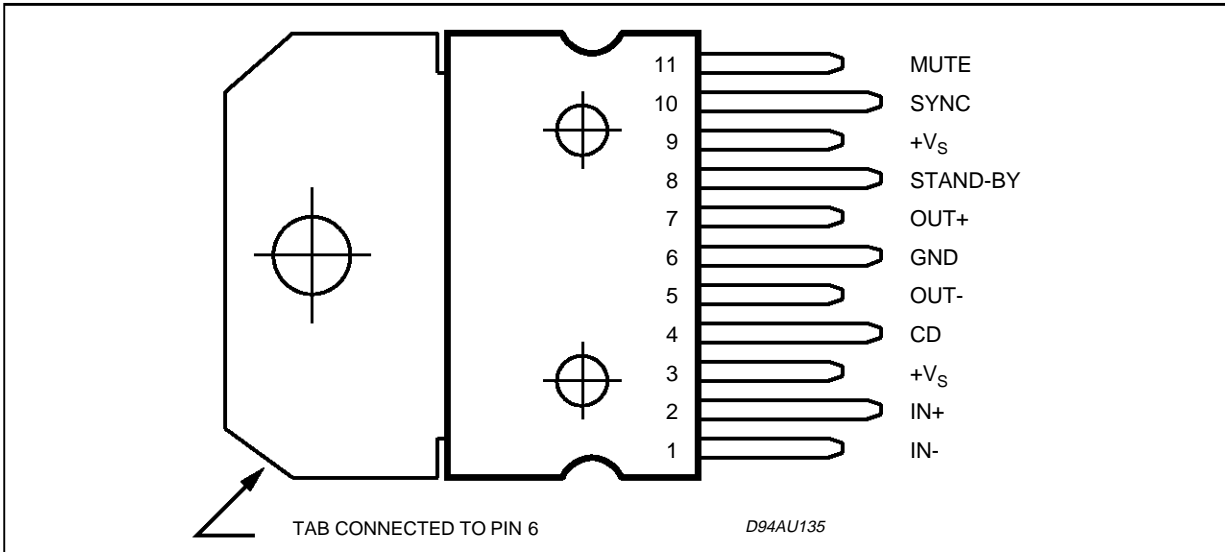 11 MUTE
10 SYNC
9 +VS
8 STAND-BY
7 OUT+
6 GND
5 OUT-
4 CD
3 +VS
2 IN+
1 IN-
TAB CONNECTED TO PIN 6
D94AU135